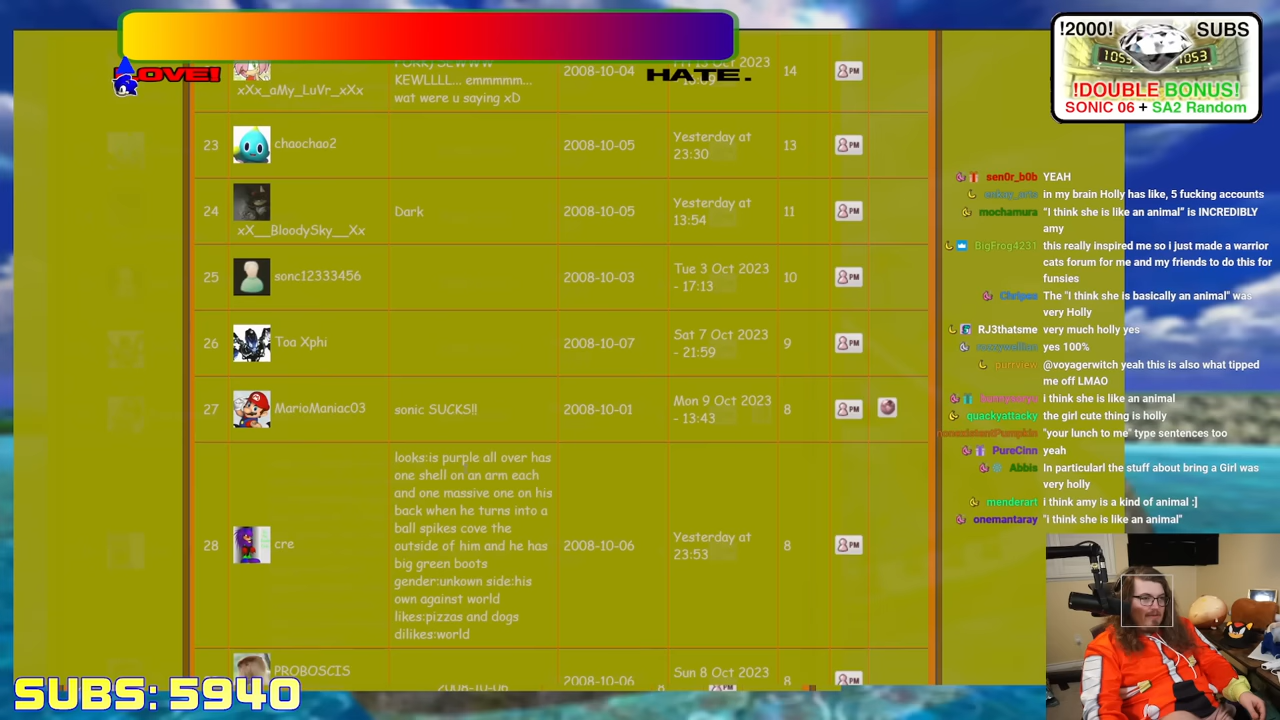 LOVE!
HATE.
KEWLLLL... emmmmm...
wat were u saying xD
xXx_aMy_LuVr_xXx
2008-10-04
14
PM
23
chaochao2
2008-10-05
Yesterday at
23:30
13
PM
24
xX__BloodySky__Xx
Dark
2008-10-05
Yesterday at
13:54
11
PM
25
sonc12333456
2008-10-03
Tue 3 Oct 2023
- 17:13
10
PM
26
Toa Xphi
2008-10-07
Sat 7 Oct 2023
- 21:59
9
PM
27
MarioManiac03
sonic SUCKS!!
2008-10-01
Mon 9 Oct 2023
- 13:43
8
PM
28
cre
looks:is purple all over has
one shell on an arm each
and one massive one on his
back when he turns into a
ball spikes cove the
outside of him and he has
big green boots
gender:unkown side:his
own against world
likes:pizzas and dogs
dilikes:world
2008-10-06
Yesterday at
23:53
8
PM
PROBOSCIS
2008-10-06
Sun 8 Oct 2023
8
PM
SUBS: 5940
!2000! SUBS
!DOUBLE BONUS!
SONIC 06 + SA2 Random
sen0r_b0b YEAH
in my brain Holly has like, 5 fucking accounts
mochamura "I think she is like an animal" is INCREDIBLY
amy
BigFrog4231 this really inspired me so i just made a warrior
cats forum for me and my friends to do this for
funsies
The "I think she is basically an animal" was
very Holly
RJ3thatsme very much holly yes
yes 100%
purrview @voyagerwitch yeah this is also what tipped
me off LMAO
i think she is like an animal
quackyattacky the girl cute thing is holly
"your lunch to me" type sentences too
PureCinn yeah
Abbis In particularl the stuff about bring a Girl was
very holly
menderart i think amy is a kind of animal :]
onemantaray "i think she is like an animal"